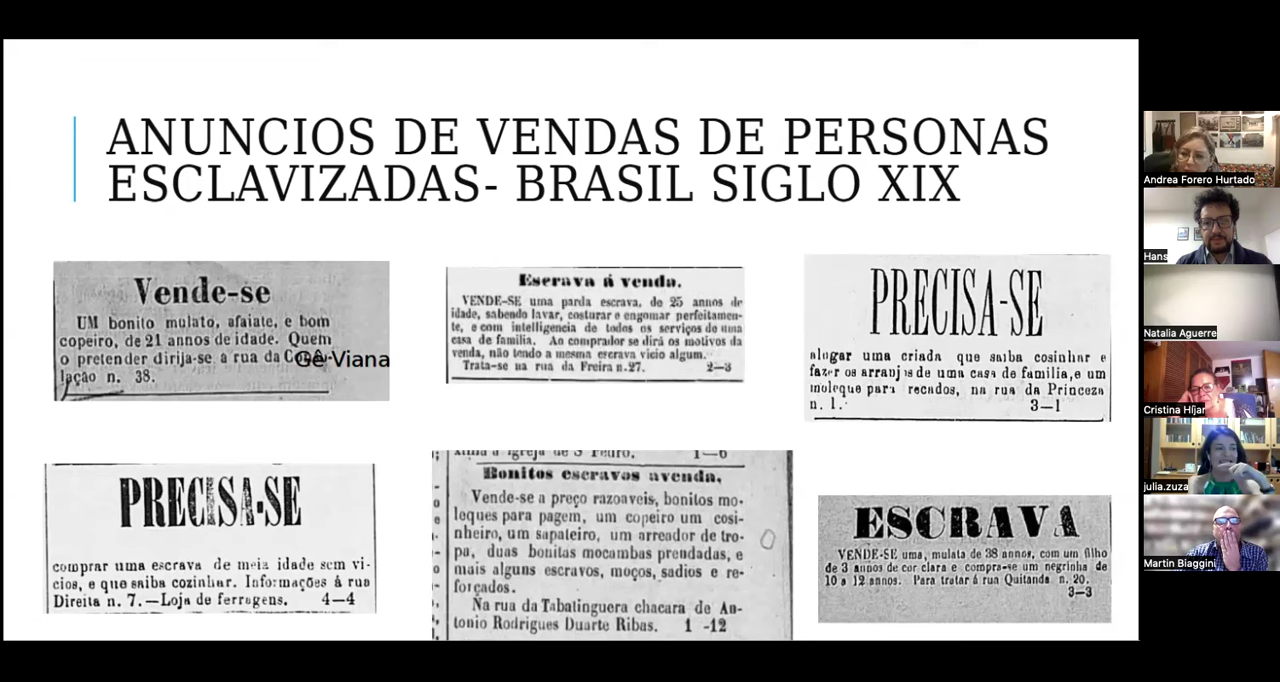 ANUNCIOS DE VENDAS DE PERSONAS
ESCLAVIZADAS- BRASIL SIGLO XIX
Vende-se
UM bonito mulato, afaiate, e bom
copeiro, de 21 annos de idade. Quem
o pretender dirija-se a rua da
lação n. 38.
Gê Viana
Escrava á venda.
VENDE-SE uma parda escrava, de 25 annos de
idade, sabendo lavar, costurar e engomar perfeitamen-
te, e com intelligencia de todos os serviços de uma
casa de familia. Ao comprador se dirá os motivos da
venda, não tendo a mesma escrava vicio algum.
Trata-se na rua da Freira n. 27. 2—3
PRECISA-SE
alugar uma criada que saiba cosinhar e
fazer os arranjos de uma casa de familia, e um
moleque para recados, na rua da Princeza
n. 1. 3—1
PRECISA-SE
comprar uma escrava de meia idade sem vi-
cios, e que saiba cozinhar. Informações á rua
Direita n. 7.—Loja de ferragens. 4—4
igreja de S Pedro. 1—6
Bonitos escravos avenda,
Vende-se a preço razoaveis, bonitos mo-
leques para pagem, um copeiro um cosi-
nheiro, um sapateiro, um arreador de tro-
pa, duas bonitas mocambas prendadas, e
mais alguns escravos, moços, sadios e re-
forçados.
Na rua da Tabatinguera chacara de An-
tonio Rodrigues Duarte Ribas. 1 -12
ESCRAVA
VENDE-SE uma, mulata de 38 annos, com um filho
de 3 annos de cor clara e compra-se um negrinha de
10 a 12 annos. Para tratar á rua Quitanda n. 20.
3—3
Andrea Forero Hurtado
Hans
Natalia Aguerre
Cristina Híjar
julia.zuza
Martin Biaggini